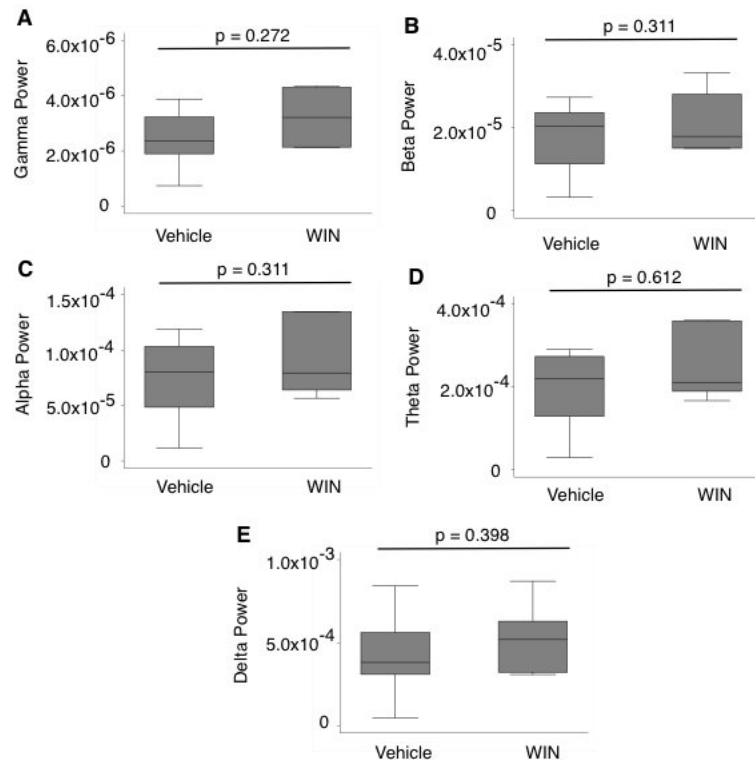 A
p = 0.272
6.0x10⁻⁶
4.0x10⁻⁶
2.0x10⁻⁶
0
Gamma Power
Vehicle
WIN
B
p = 0.311
4.0x10⁻⁵
2.0x10⁻⁵
0
Beta Power
Vehicle
WIN
C
p = 0.311
1.5x10⁻⁴
1.0x10⁻⁴
5.0x10⁻⁵
0
Alpha Power
Vehicle
WIN
D
p = 0.612
4.0x10⁻⁴
2.0x10⁻⁴
0
Theta Power
Vehicle
WIN
E
p = 0.398
1.0x10⁻³
5.0x10⁻⁴
0
Delta Power
Vehicle
WIN